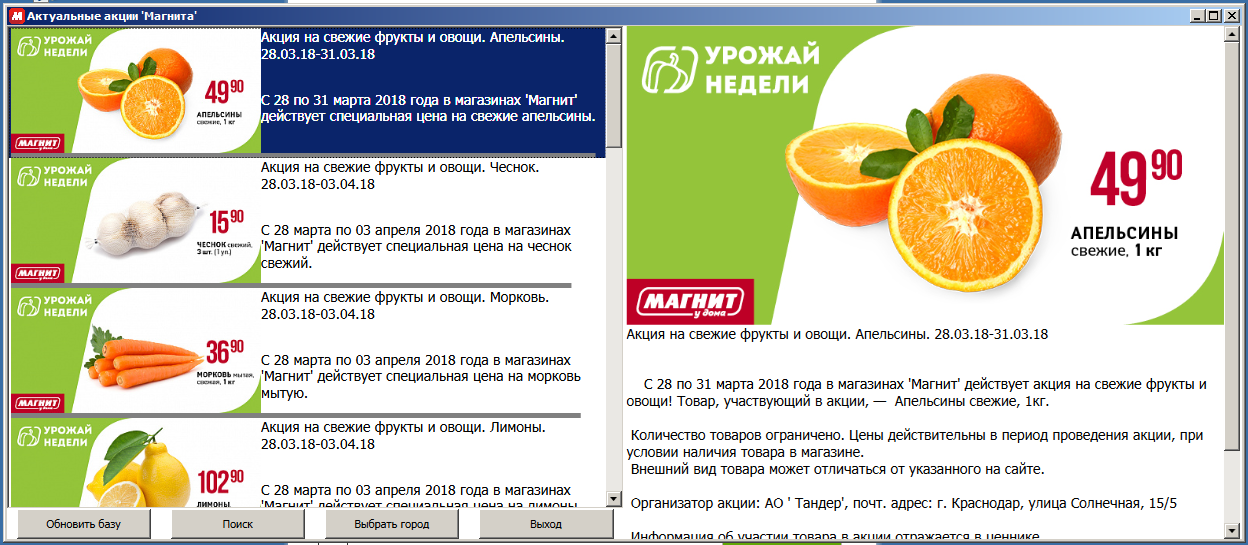 Актуальные акции 'Магнита'
УРОЖАЙ
НЕДЕЛИ
49 90
АПЕЛЬСИНЫ
свежие, 1 кг
МАГНИТ
Акция на свежие фрукты и овощи. Апельсины.
28.03.18-31.03.18
С 28 по 31 марта 2018 года в магазинах 'Магнит'
действует специальная цена на свежие апельсины.
УРОЖАЙ
НЕДЕЛИ
15 90
ЧЕСНОК свежий,
3 шт. (1 уп.)
МАГНИТ
Акция на свежие фрукты и овощи. Чеснок.
28.03.18-03.04.18
С 28 марта по 03 апреля 2018 года в магазинах
'Магнит' действует специальная цена на чеснок
свежий.
УРОЖАЙ
НЕДЕЛИ
36 90
МОРКОВЬ мытая,
свежая, 1 кг
МАГНИТ
Акция на свежие фрукты и овощи. Морковь.
28.03.18-03.04.18
С 28 марта по 03 апреля 2018 года в магазинах
'Магнит' действует специальная цена на морковь
мытую.
УРОЖАЙ
НЕДЕЛИ
102 90
ЛИМОНЫ,
Акция на свежие фрукты и овощи. Лимоны.
28.03.18-03.04.18
С 28 марта по 03 апреля 2018 года в магазинах
'Магнит' действует специальная цена на лимоны
Обновить базу
Поиск
Выбрать город
Выход
УРОЖАЙ
НЕДЕЛИ
49 90
АПЕЛЬСИНЫ
свежие, 1 кг
МАГНИТ
у дома
Акция на свежие фрукты и овощи. Апельсины. 28.03.18-31.03.18
С 28 по 31 марта 2018 года в магазинах 'Магнит' действует акция на свежие фрукты и
овощи! Товар, участвующий в акции, — Апельсины свежие, 1кг.
Количество товаров ограничено. Цены действительны в период проведения акции, при
условии наличия товара в магазине.
Внешний вид товара может отличаться от указанного на сайте.
Организатор акции: АО ' Тандер', почт. адрес: г. Краснодар, улица Солнечная, 15/5
Информация об участии товара в акции отражается в ценнике